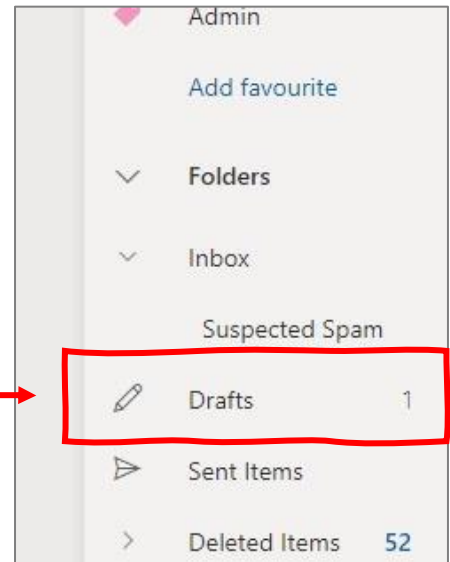 Admin
Add favourite
Folders
Inbox
Suspected Spam
Drafts 1
Sent Items
Deleted Items 52